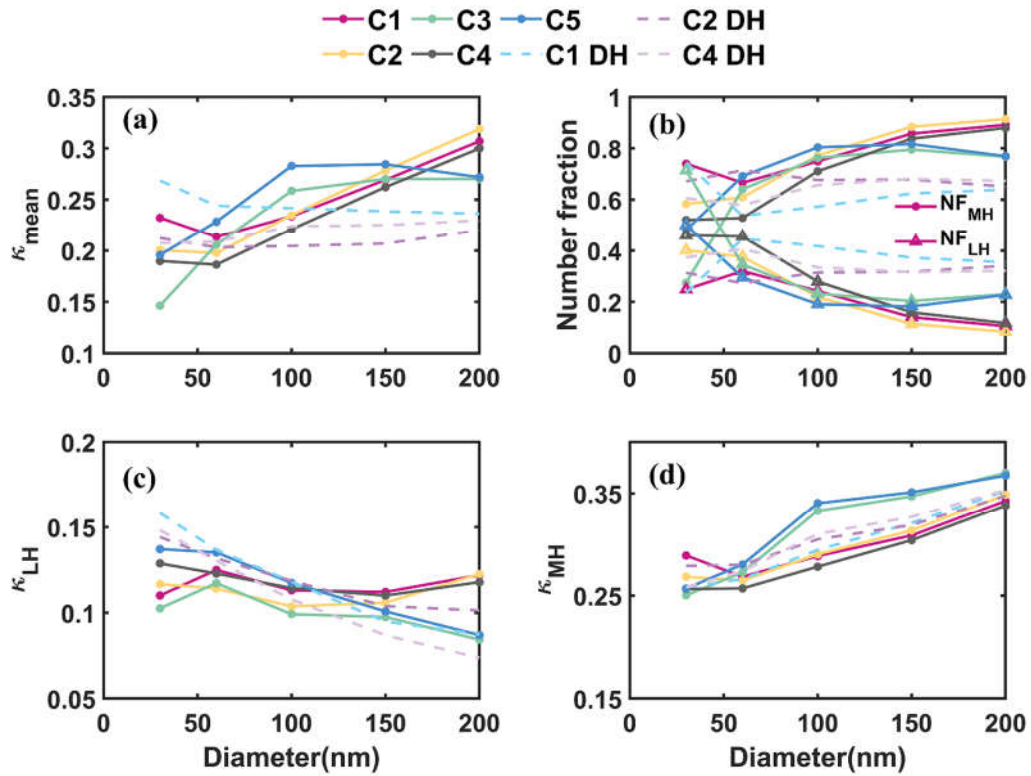 C1 C3 C5 C2 DH
C2 C4 C1 DH C4 DH
(a)
κmean
0.35
0.3
0.25
0.2
0.15
0.1
0 50 100 150 200
(b)
Number fraction
1
0.8
0.6
0.4
0.2
0
NFMH
NFLH
0 50 100 150 200
(c)
κLH
0.2
0.15
0.1
0.05
0 50 100 150 200
Diameter(nm)
(d)
κMH
0.35
0.25
0.15
0 50 100 150 200
Diameter(nm)